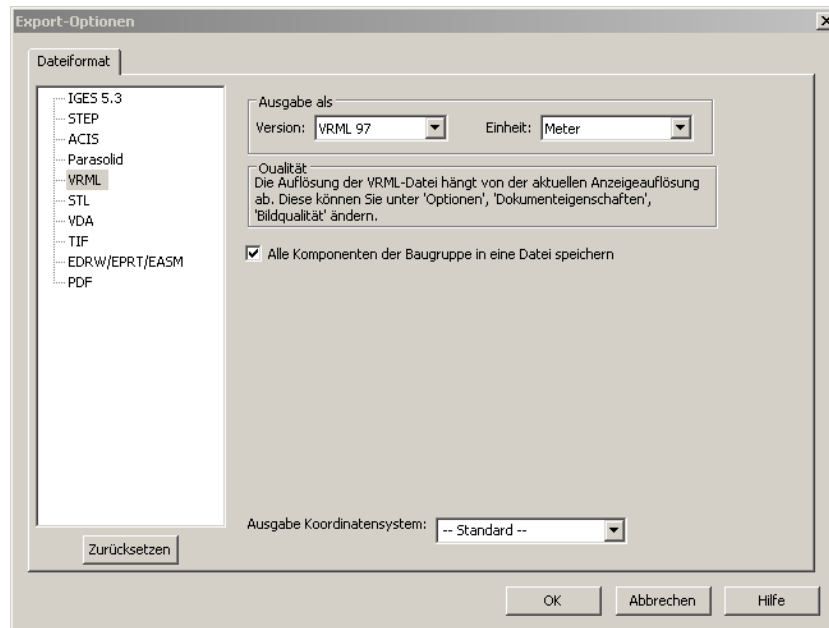 Export-Optionen
Dateiformat
IGES 5.3
STEP
ACIS
Parasolid
VRML
STL
VDA
TIF
EDRW/EPRT/EASM
PDF
Zurücksetzen
Ausgabe als
Version: VRML 97 Einheit: Meter
Qualität
Die Auflösung der VRML-Datei hängt von der aktuellen Anzeigeauflösung
ab. Diese können Sie unter 'Optionen', 'Dokumenteigenschaften',
'Bildqualität' ändern.
Alle Komponenten der Baugruppe in eine Datei speichern
Ausgabe Koordinatensystem: -- Standard --
OK Abbrechen Hilfe